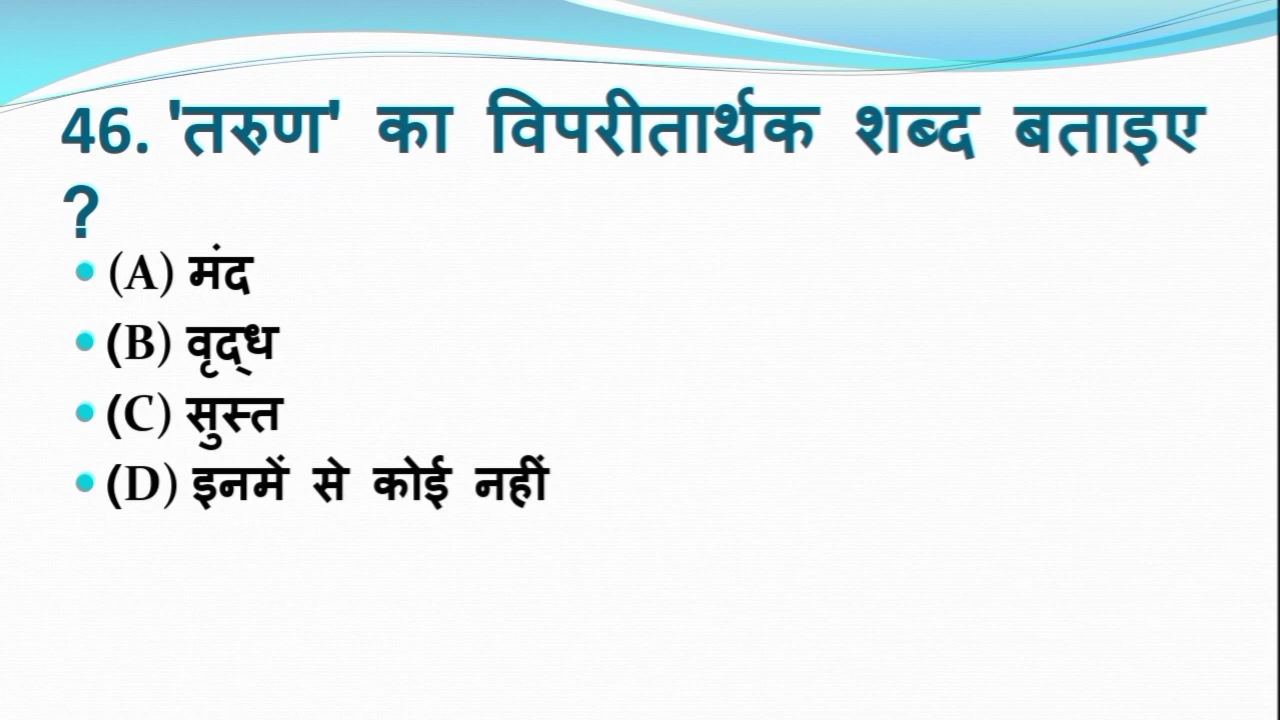 46. 'तरुण' का विपरीतार्थक शब्द बताइए
?
• (A) मंद
• (B) वृद्‌ध
• (C) सुस्त
• (D) इनमें से कोई नहीं